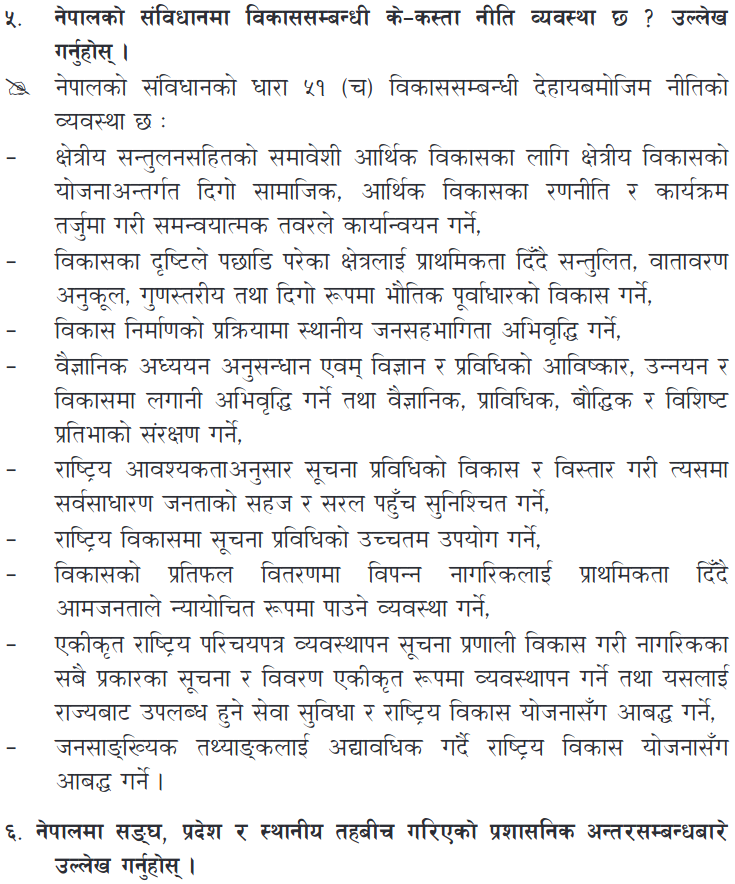 ५. नेपालको संविधानमा विकाससम्बन्धी के-कस्ता नीति व्यवस्था छ ? उल्लेख
गर्नुहोस् ।
नेपालको संविधानको धारा ५१ (च) विकाससम्बन्धी देहायबमोजिम नीतिको
व्यवस्था छ :
– क्षेत्रीय सन्तुलनसहितको समावेशी आर्थिक विकासका लागि क्षेत्रीय विकासको
योजनाअन्तर्गत दिगो सामाजिक, आर्थिक विकासका रणनीति र कार्यक्रम
तर्जुमा गरी समन्वयात्मक तवरले कार्यान्वयन गर्ने,
– विकासका दृष्टिले पछाडि परेका क्षेत्रलाई प्राथमिकता दिँदै सन्तुलित, वातावरण
अनुकूल, गुणस्तरीय तथा दिगो रूपमा भौतिक पूर्वाधारको विकास गर्ने,
– विकास निर्माणको प्रक्रियामा स्थानीय जनसहभागिता अभिवृद्धि गर्ने,
– वैज्ञानिक अध्ययन अनुसन्धान एवम् विज्ञान र प्रविधिको आविष्कार, उन्नयन र
विकासमा लगानी अभिवृद्धि गर्ने तथा वैज्ञानिक, प्राविधिक, बौद्धिक र विशिष्ट
प्रतिभाको संरक्षण गर्ने,
– राष्ट्रिय आवश्यकताअनुसार सूचना प्रविधिको विकास र विस्तार गरी त्यसमा
सर्वसाधारण जनताको सहज र सरल पहुँच सुनिश्चित गर्ने,
– राष्ट्रिय विकासमा सूचना प्रविधिको उच्चतम उपयोग गर्ने,
– विकासको प्रतिफल वितरणमा विपन्न नागरिकलाई प्राथमिकता दिँदै
आमजनताले न्यायोचित रूपमा पाउने व्यवस्था गर्ने,
– एकीकृत राष्ट्रिय परिचयपत्र व्यवस्थापन सूचना प्रणाली विकास गरी नागरिकका
सबै प्रकारका सूचना र विवरण एकीकृत रूपमा व्यवस्थापन गर्ने तथा यसलाई
राज्यबाट उपलब्ध हुने सेवा सुविधा र राष्ट्रिय विकास योजनासँग आबद्ध गर्ने,
– जनसाङ्ख्यिक तथ्याङ्कलाई अद्यावधिक गर्दै राष्ट्रिय विकास योजनासँग
आबद्ध गर्ने ।
६. नेपालमा सङ्घ, प्रदेश र स्थानीय तहबीच गरिएको प्रशासनिक अन्तरसम्बन्धबारे
उल्लेख गर्नुहोस् ।